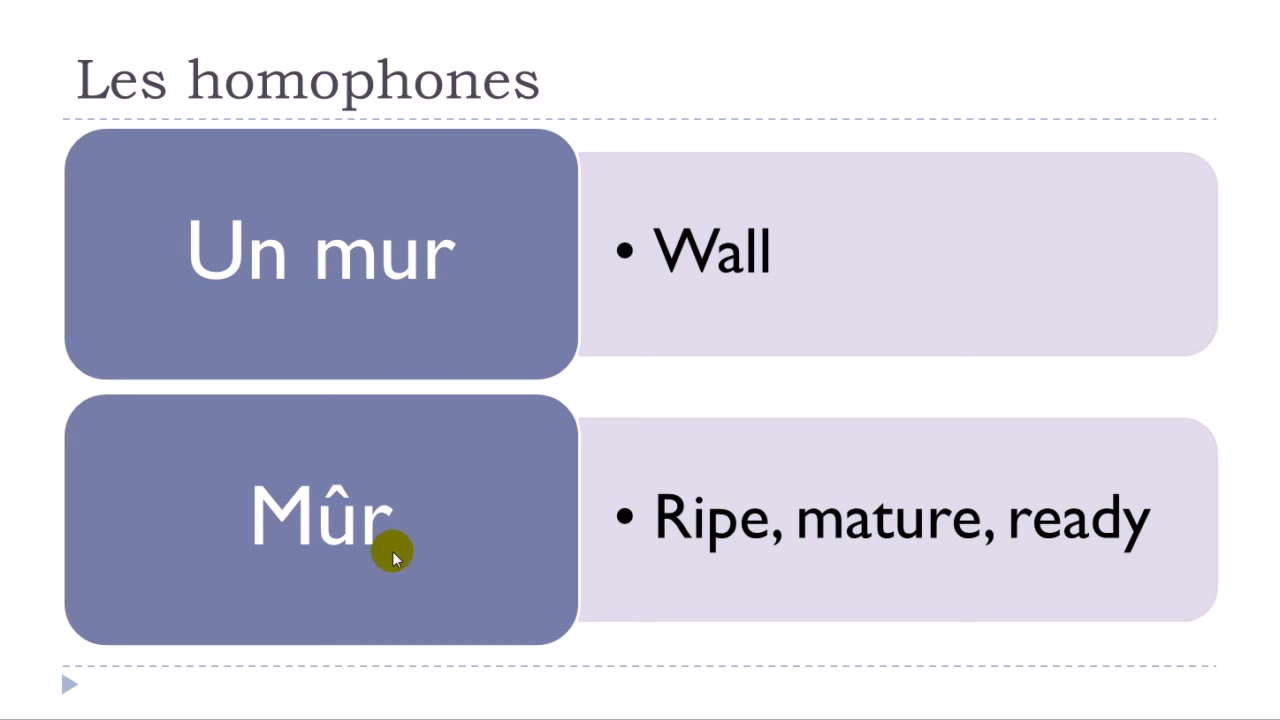 Les homophones
Un mur
• Wall
Mûr
• Ripe, mature, ready